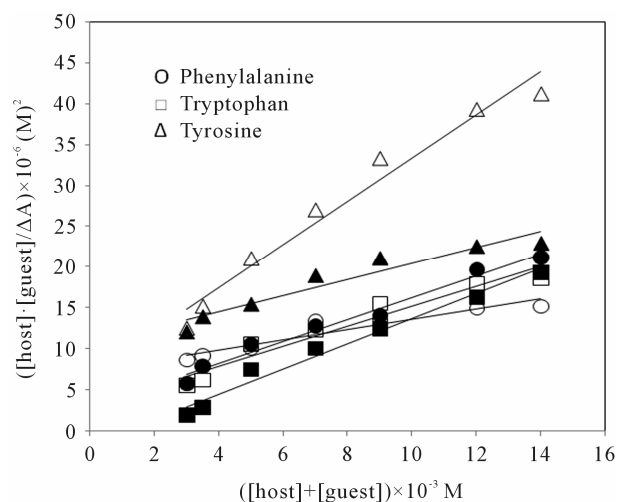 50
45
40
35
30
25
20
15
10
5
0
([host]·[guest]/ΔA)×10⁻⁶ (M)²
O Phenylalanine
□ Tryptophan
Δ Tyrosine
0 2 4 6 8 10 12 14 16
([host]+[guest])×10⁻³ M